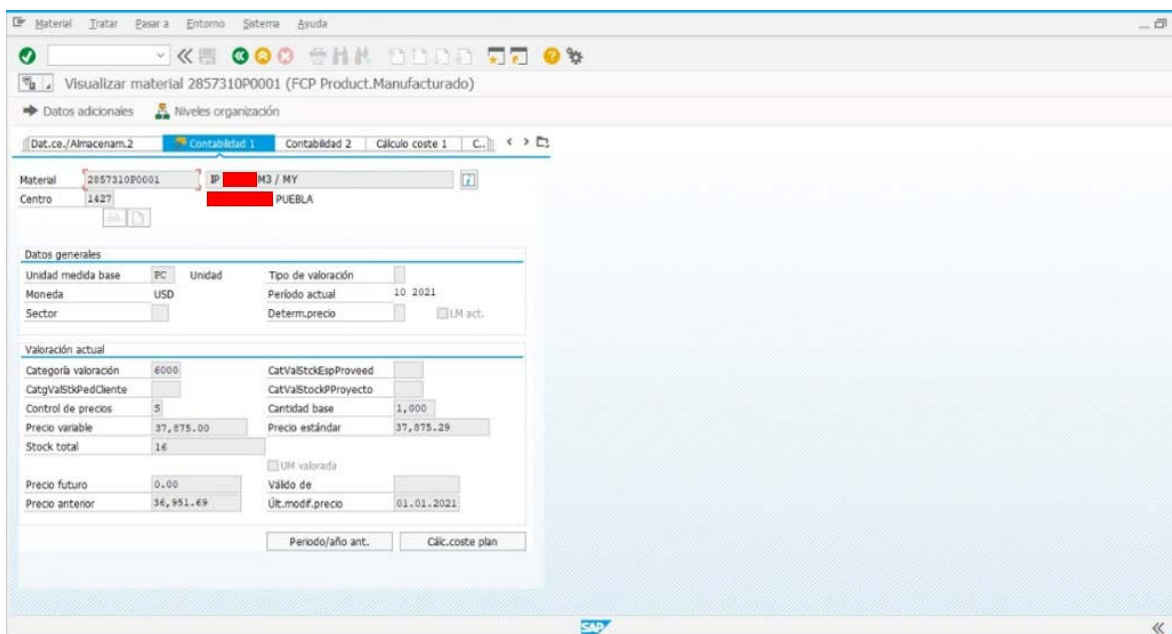 Material Tratar Pasar a Entorno Sistema Ayuda
Visualizar material 2857310P0001 (FCP Product.Manufacturado)
Datos adicionales Niveles organización
Dat.ce./Almacenam.2 Contabilidad 1 Contabilidad 2 Cálculo coste 1 C..
Material 2857310P0001 IP M3 / MY
Centro 1427 PUEBLA
Datos generales
Unidad medida base PC Unidad Tipo de valoración
Moneda USD Período actual 10 2021
Sector Determ.precio LM act.
Valoración actual
Categoría valoración 6000 CatValStckEspProveed
CatgValStkPedCliente CatValStockPProyecto
Control de precios S Cantidad base 1,000
Precio variable 37,875.00 Precio estándar 37,875.29
Stock total 16
UM valorada
Precio futuro 0.00 Válido de
Precio anterior 36,951.69 Últ.modif.precio 01.01.2021
Periodo/año ant. Cálc.coste plan
SAP